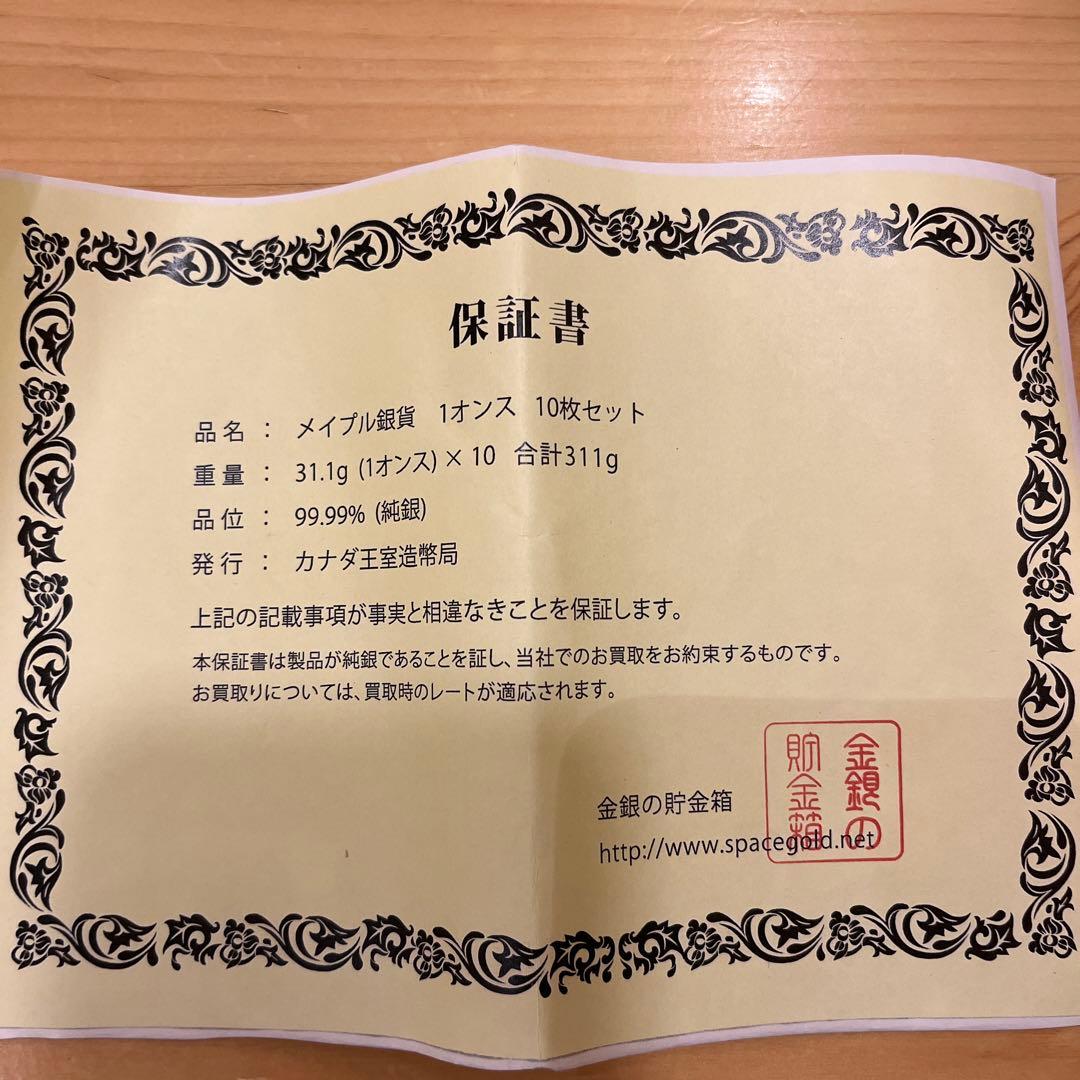 保証書
品名 ： メイプル銀貨 1オンス 10枚セット
重量 ： 31.1g (1オンス) × 10 合計311g
品位 ： 99.99% (純銀)
発行 ： カナダ王室造幣局
上記の記載事項が事実と相違なきことを保証します。
本保証書は製品が純銀であることを証し、当社でのお買取をお約束するものです。
お買取りについては、買取時のレートが適応されます。
金銀の貯金箱
http://www.spacegold.net
金銀の
貯金箱